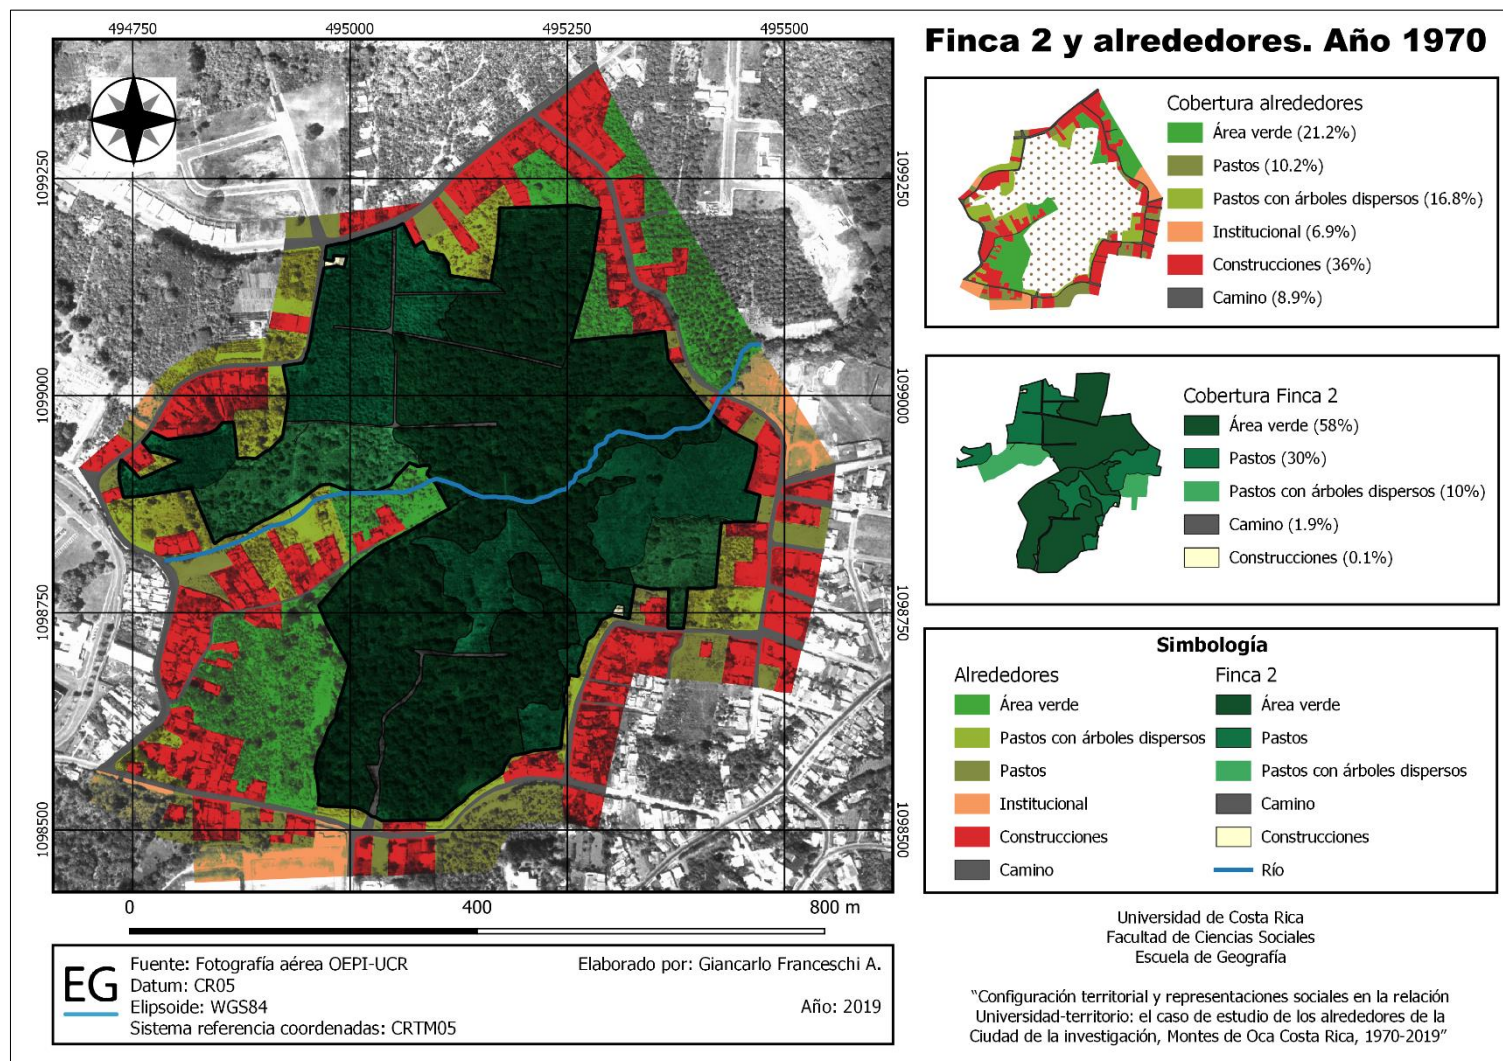 494750
495000
495250
495500
1099250
1099000
1098750
1098500
1099250
1099000
1098750
1098500
0
400
800 m
EG
Fuente: Fotografía aérea OEPI-UCR
Datum: CR05
Elipsoide: WGS84
Sistema referencia coordenadas: CRTM05
Elaborado por: Giancarlo Franceschi A.
Año: 2019
Finca 2 y alrededores. Año 1970
Cobertura alrededores
Área verde (21.2%)
Pastos (10.2%)
Pastos con árboles dispersos (16.8%)
Institucional (6.9%)
Construcciones (36%)
Camino (8.9%)
Cobertura Finca 2
Área verde (58%)
Pastos (30%)
Pastos con árboles dispersos (10%)
Camino (1.9%)
Construcciones (0.1%)
Simbología
Alrededores
Área verde
Pastos con árboles dispersos
Pastos
Institucional
Construcciones
Camino
Finca 2
Área verde
Pastos
Pastos con árboles dispersos
Camino
Construcciones
Río
Universidad de Costa Rica
Facultad de Ciencias Sociales
Escuela de Geografía
"Configuración territorial y representaciones sociales en la relación
Universidad-territorio: el caso de estudio de los alrededores de la
Ciudad de la investigación, Montes de Oca Costa Rica, 1970-2019"